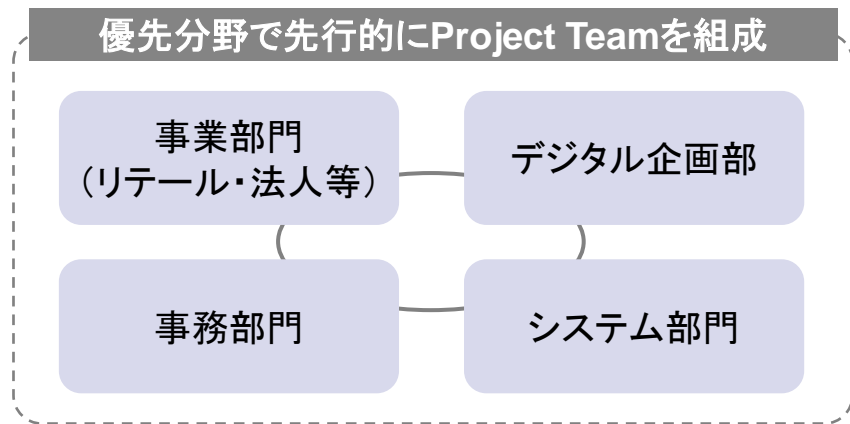 優先分野で先行的にProject Teamを組成
事業部門
（リテール・法人等）
デジタル企画部
事務部門
システム部門